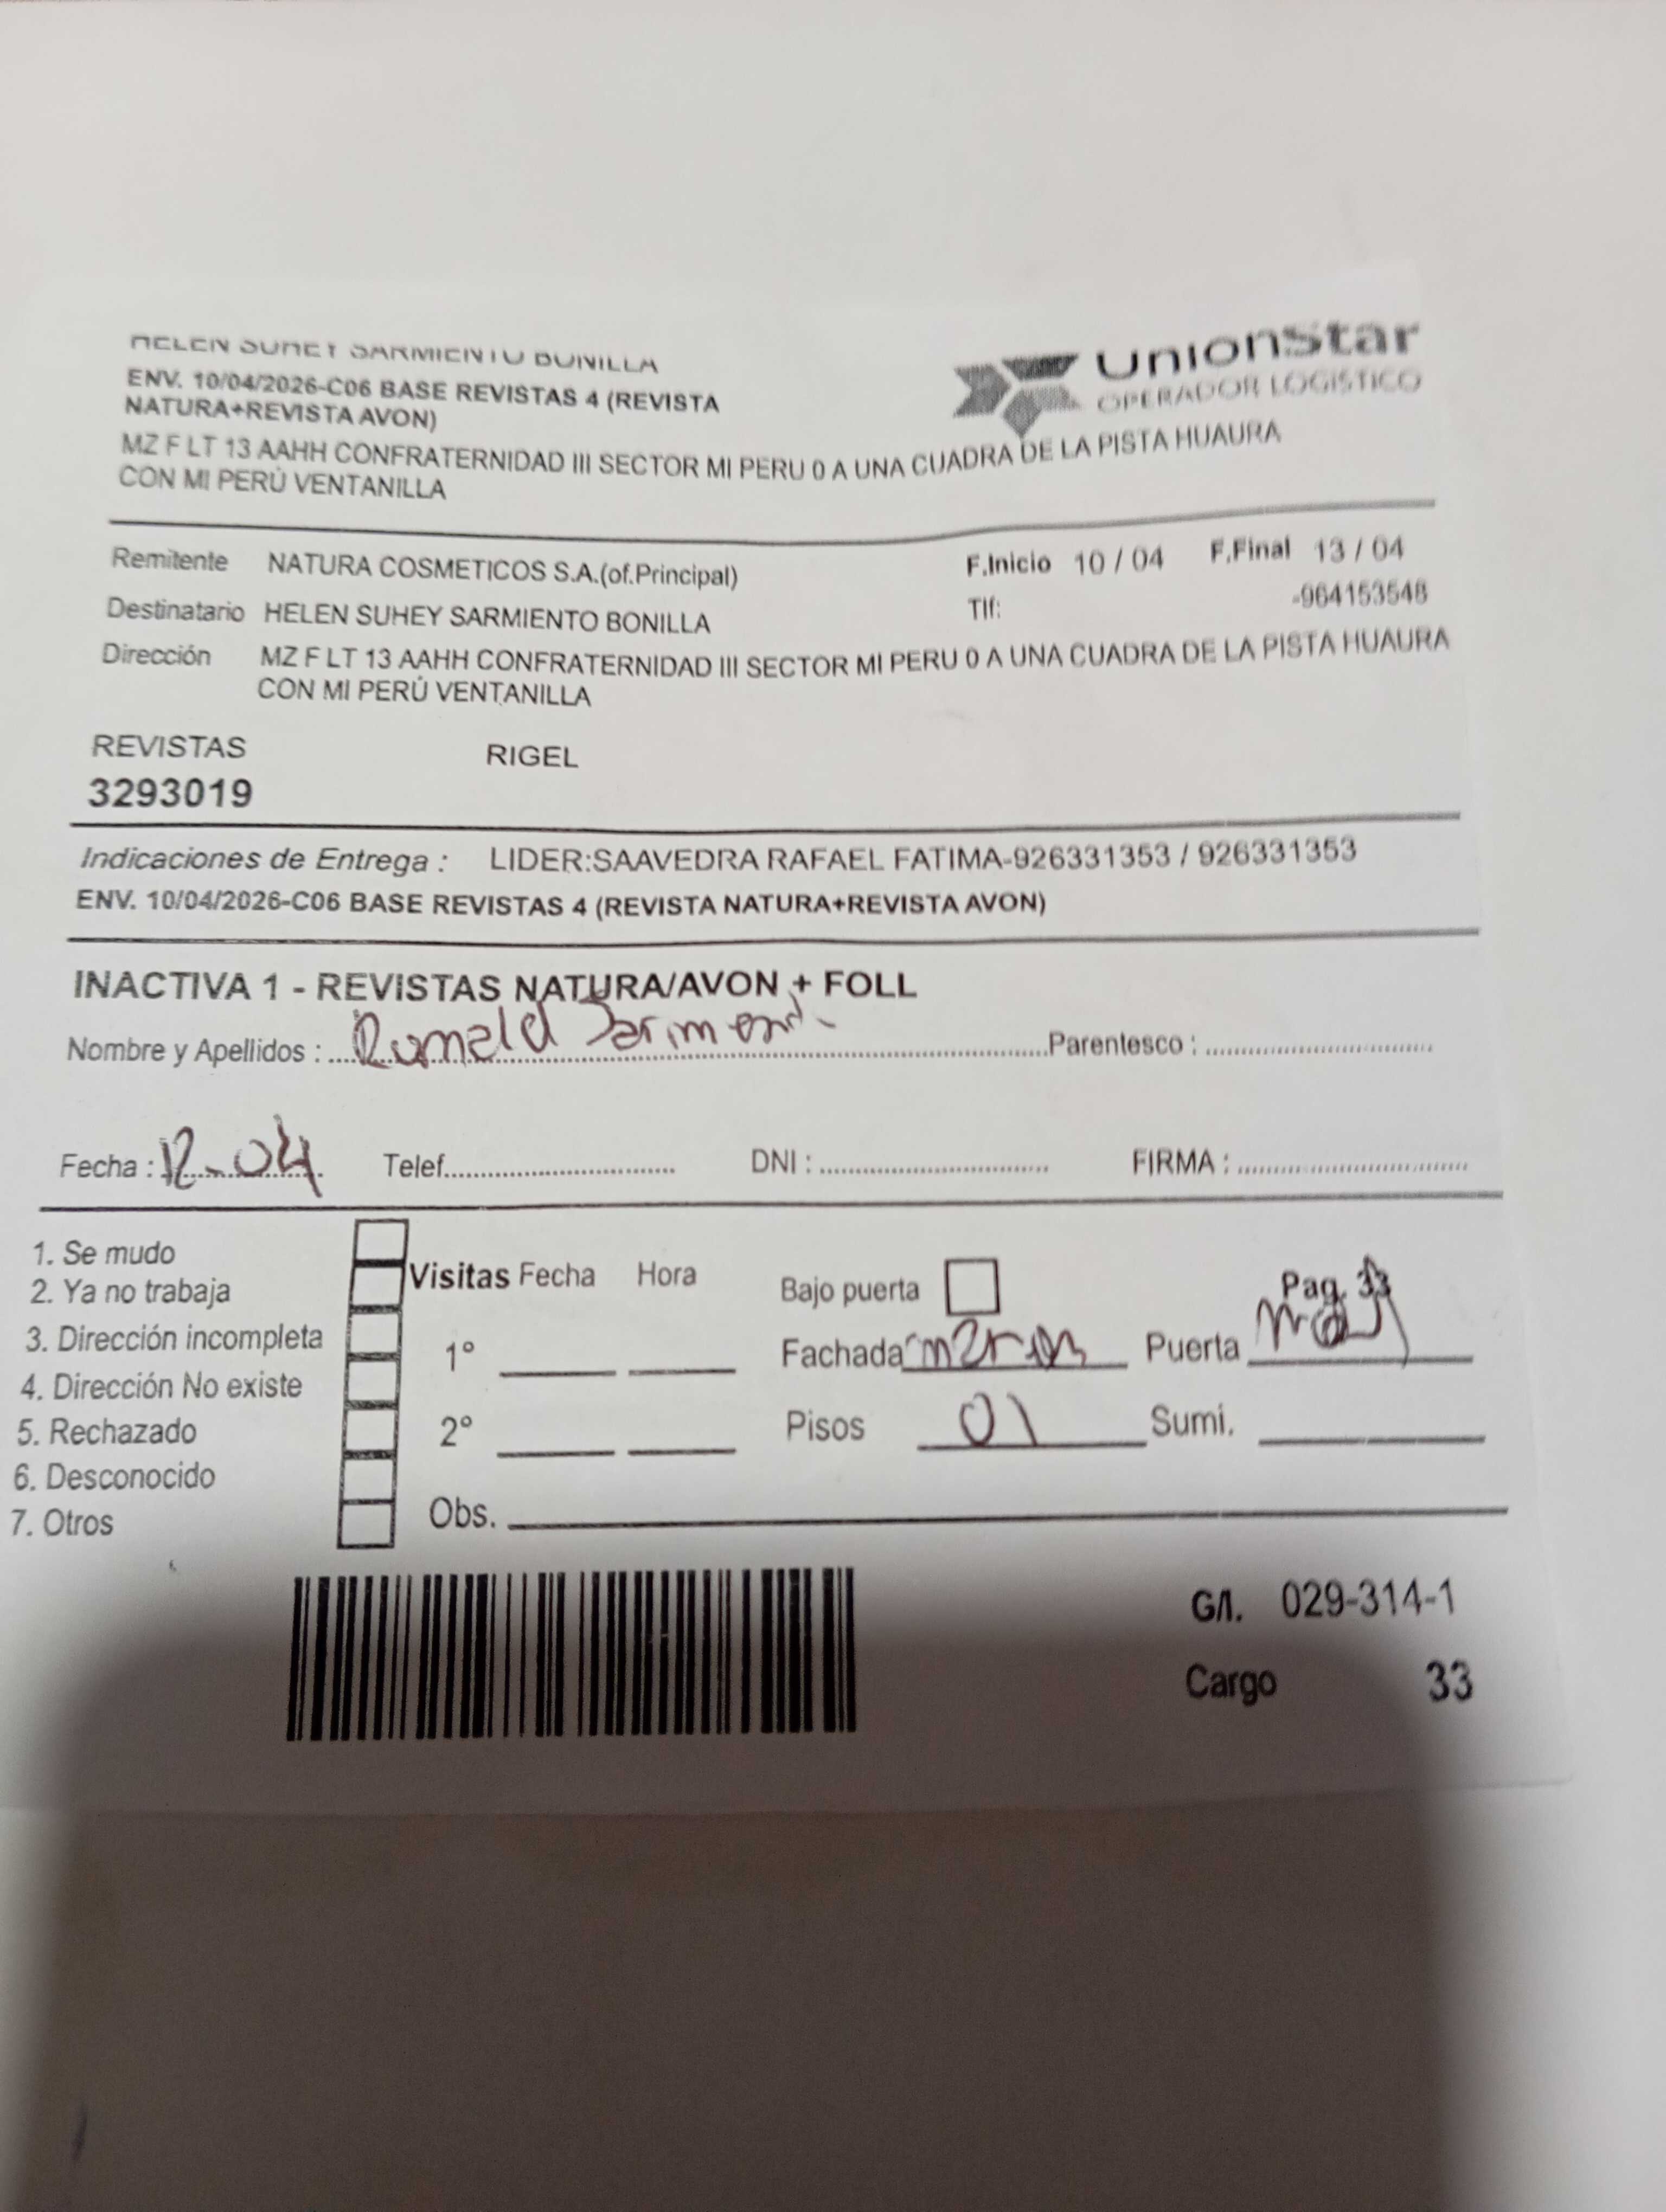 HELEN SUHEY SARMIENTO BONILLA
ENV. 10/04/2026-C06 BASE REVISTAS 4 (REVISTA
NATURA+REVISTA AVON)
MZ F LT 13 AAHH CONFRATERNIDAD III SECTOR MI PERU 0 A UNA CUADRA DE LA PISTA HUAURA
CON MI PERÚ VENTANILLA
UnionStar
OPERADOR LOGISTICO
Remitente NATURA COSMETICOS S.A.(of.Principal) F.Inicio 10 / 04 F.Final 13 / 04
Destinatario HELEN SUHEY SARMIENTO BONILLA Tlf: -964153548
Dirección MZ F LT 13 AAHH CONFRATERNIDAD III SECTOR MI PERU 0 A UNA CUADRA DE LA PISTA HUAURA
CON MI PERÚ VENTANILLA
REVISTAS RIGEL
3293019
Indicaciones de Entrega : LIDER:SAAVEDRA RAFAEL FATIMA-926331353 / 926331353
ENV. 10/04/2026-C06 BASE REVISTAS 4 (REVISTA NATURA+REVISTA AVON)
INACTIVA 1 - REVISTAS NATURA/AVON + FOLL
Nombre y Apellidos : Ronald Parentesco :
Fecha : 12-04 Telef. DNI : FIRMA :
1. Se mudo
2. Ya no trabaja
3. Dirección incompleta
4. Dirección No existe
5. Rechazado
6. Desconocido
7. Otros
Visitas Fecha Hora
1°
2°
Obs.
Bajo puerta Pag. 33
Fachada Puerta
Pisos 01 Sumi.
G/I. 029-314-1
Cargo 33